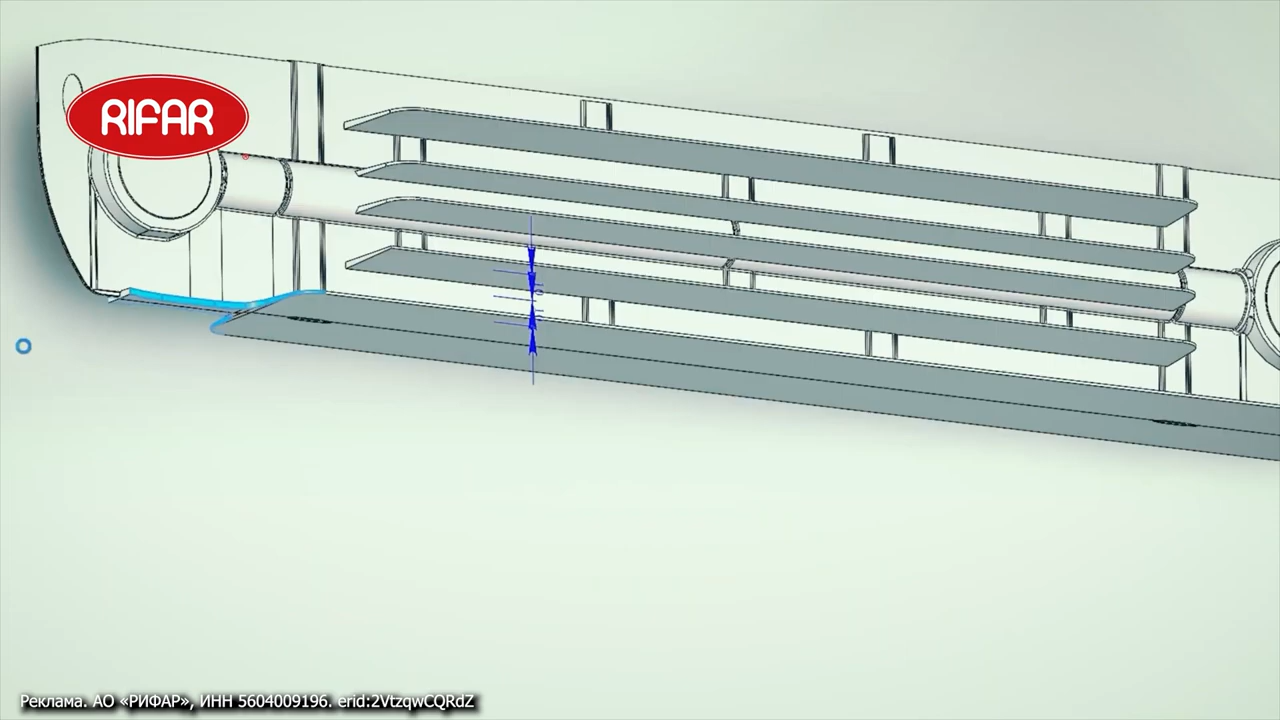 RIFAR
Реклама. АО «РИФАР», ИНН 5604009196. erid:2VtzqwCQRdZ